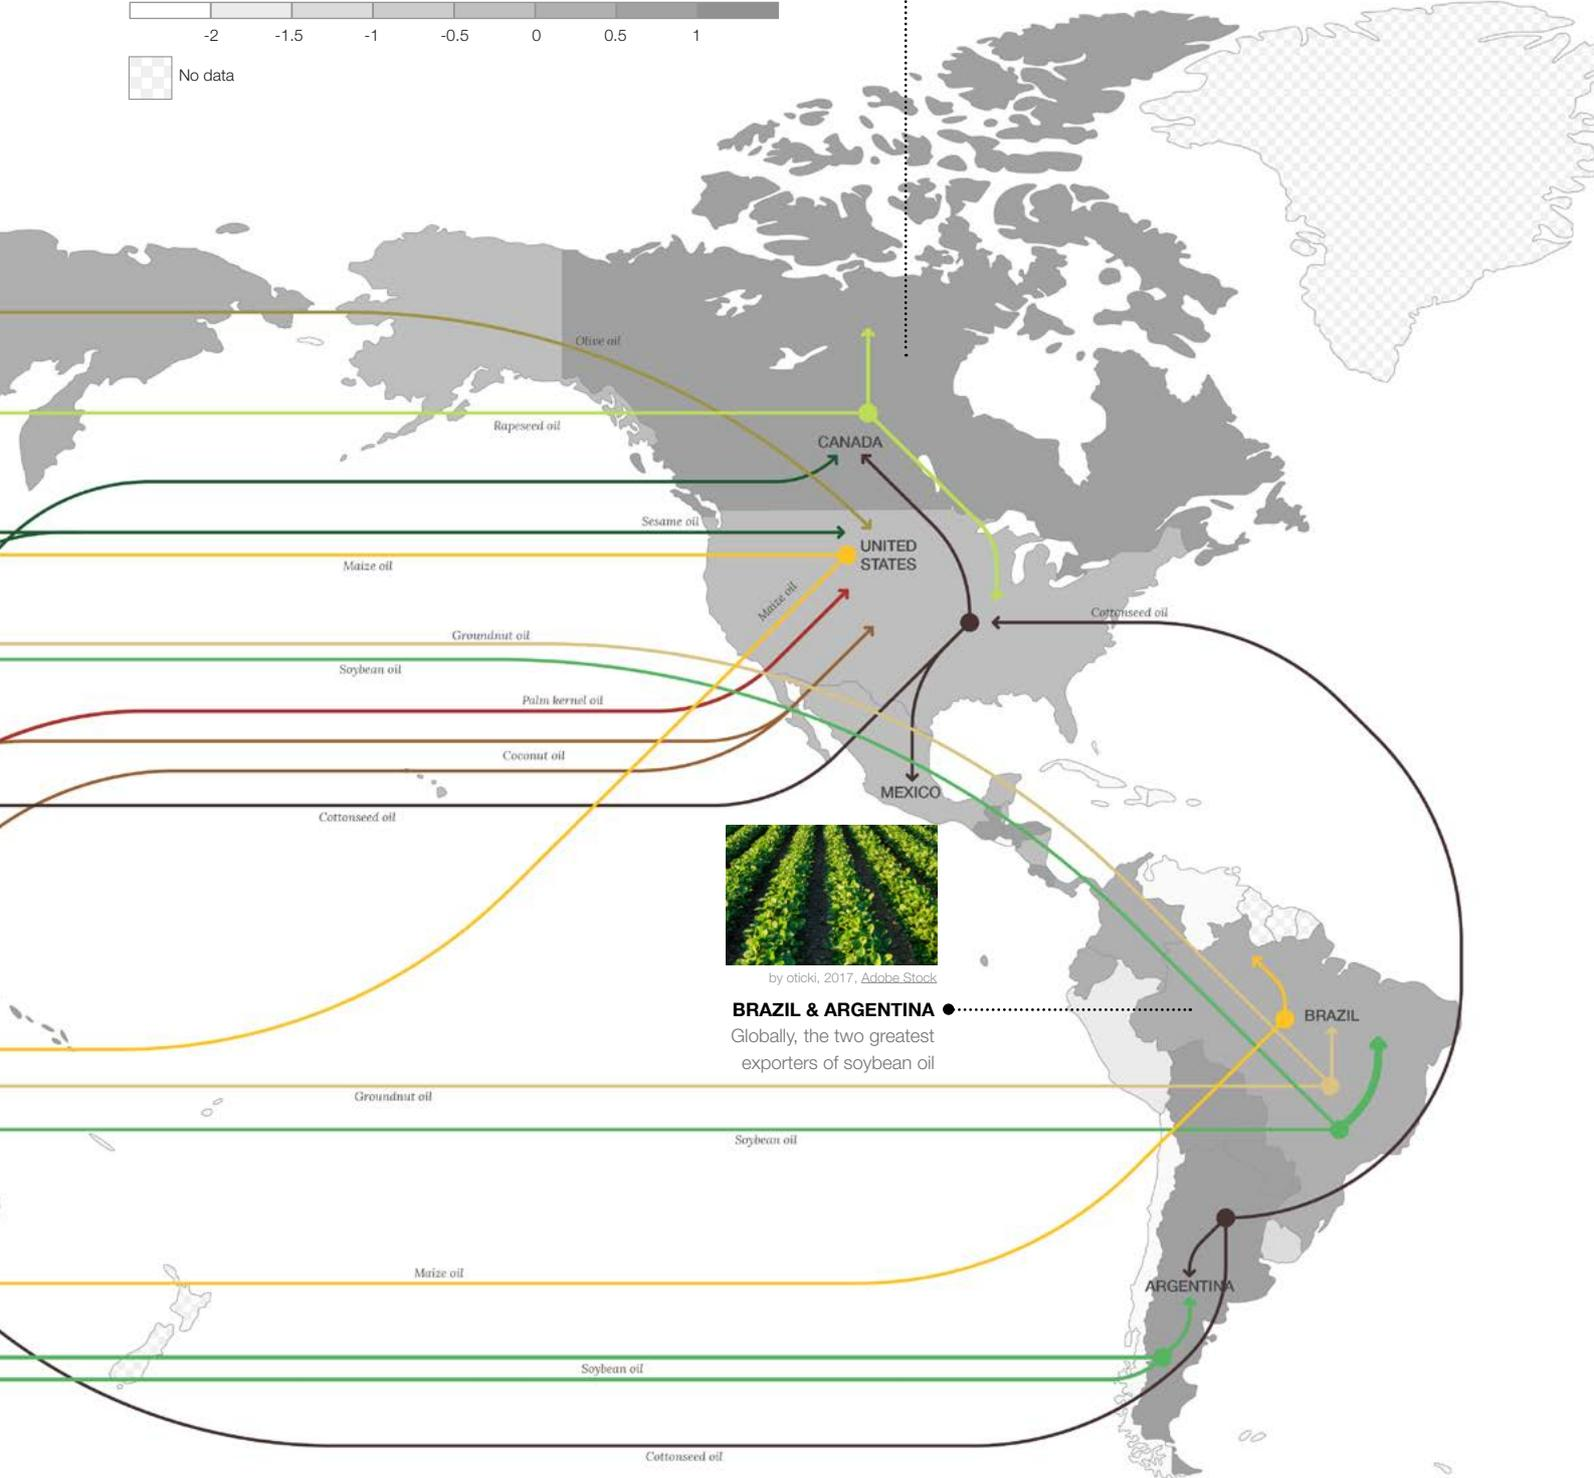 -2 -1.5 -1 -0.5 0 0.5 1
No data
Olive oil
Rapeseed oil
CANADA
Sesame oil
UNITED
STATES
Maize oil
Maize oil
Cottonseed oil
Groundnut oil
Soybean oil
Palm kernel oil
Coconut oil
MEXICO
Cottonseed oil
by oticki, 2017, Adobe Stock
BRAZIL & ARGENTINA
Globally, the two greatest
exporters of soybean oil
BRAZIL
Groundnut oil
Soybean oil
Maize oil
ARGENTINA
Soybean oil
Cottonseed oil